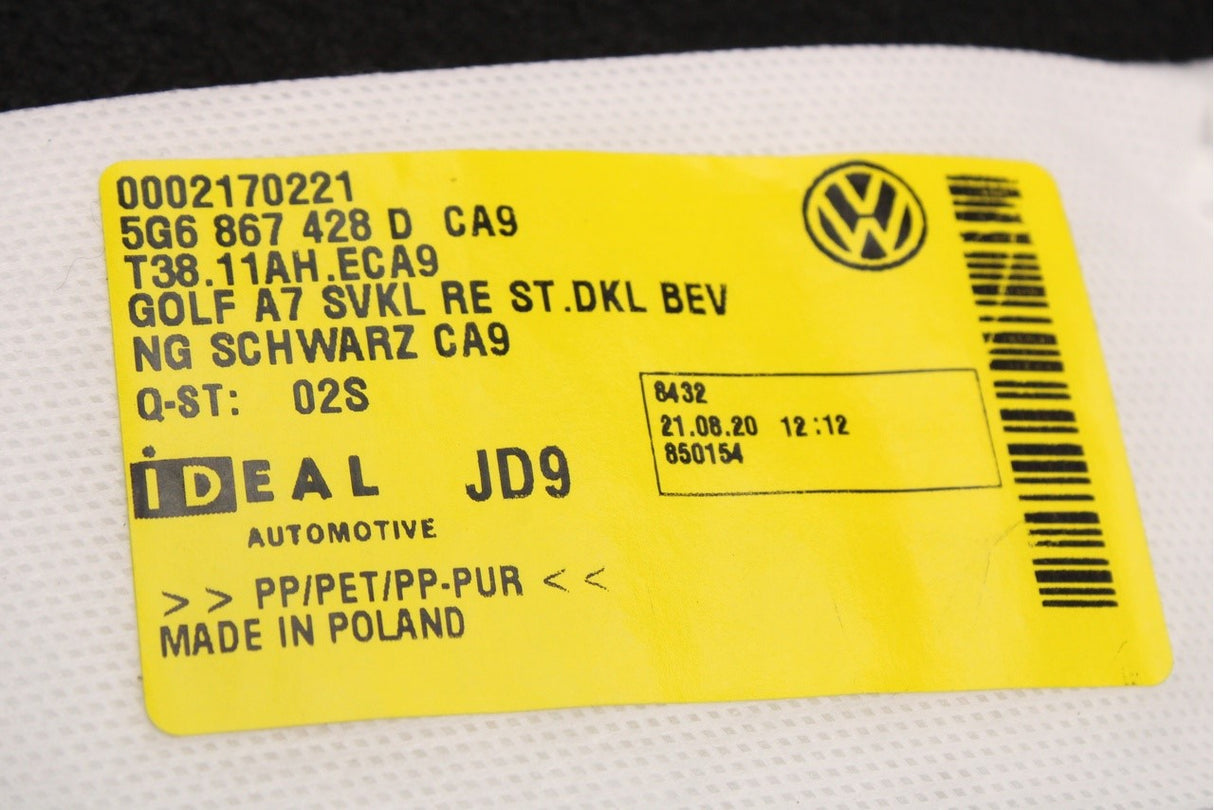 0002170221
5G6 867 428 D CA9
T38.11AH.ECA9
GOLF A7 SVKL RE ST.DKL BEV
NG SCHWARZ CA9
Q-ST: 02S
8432
21.08.20 12:12
850154
iDEAL JD9
AUTOMOTIVE
>> PP/PET/PP-PUR <<
MADE IN POLAND